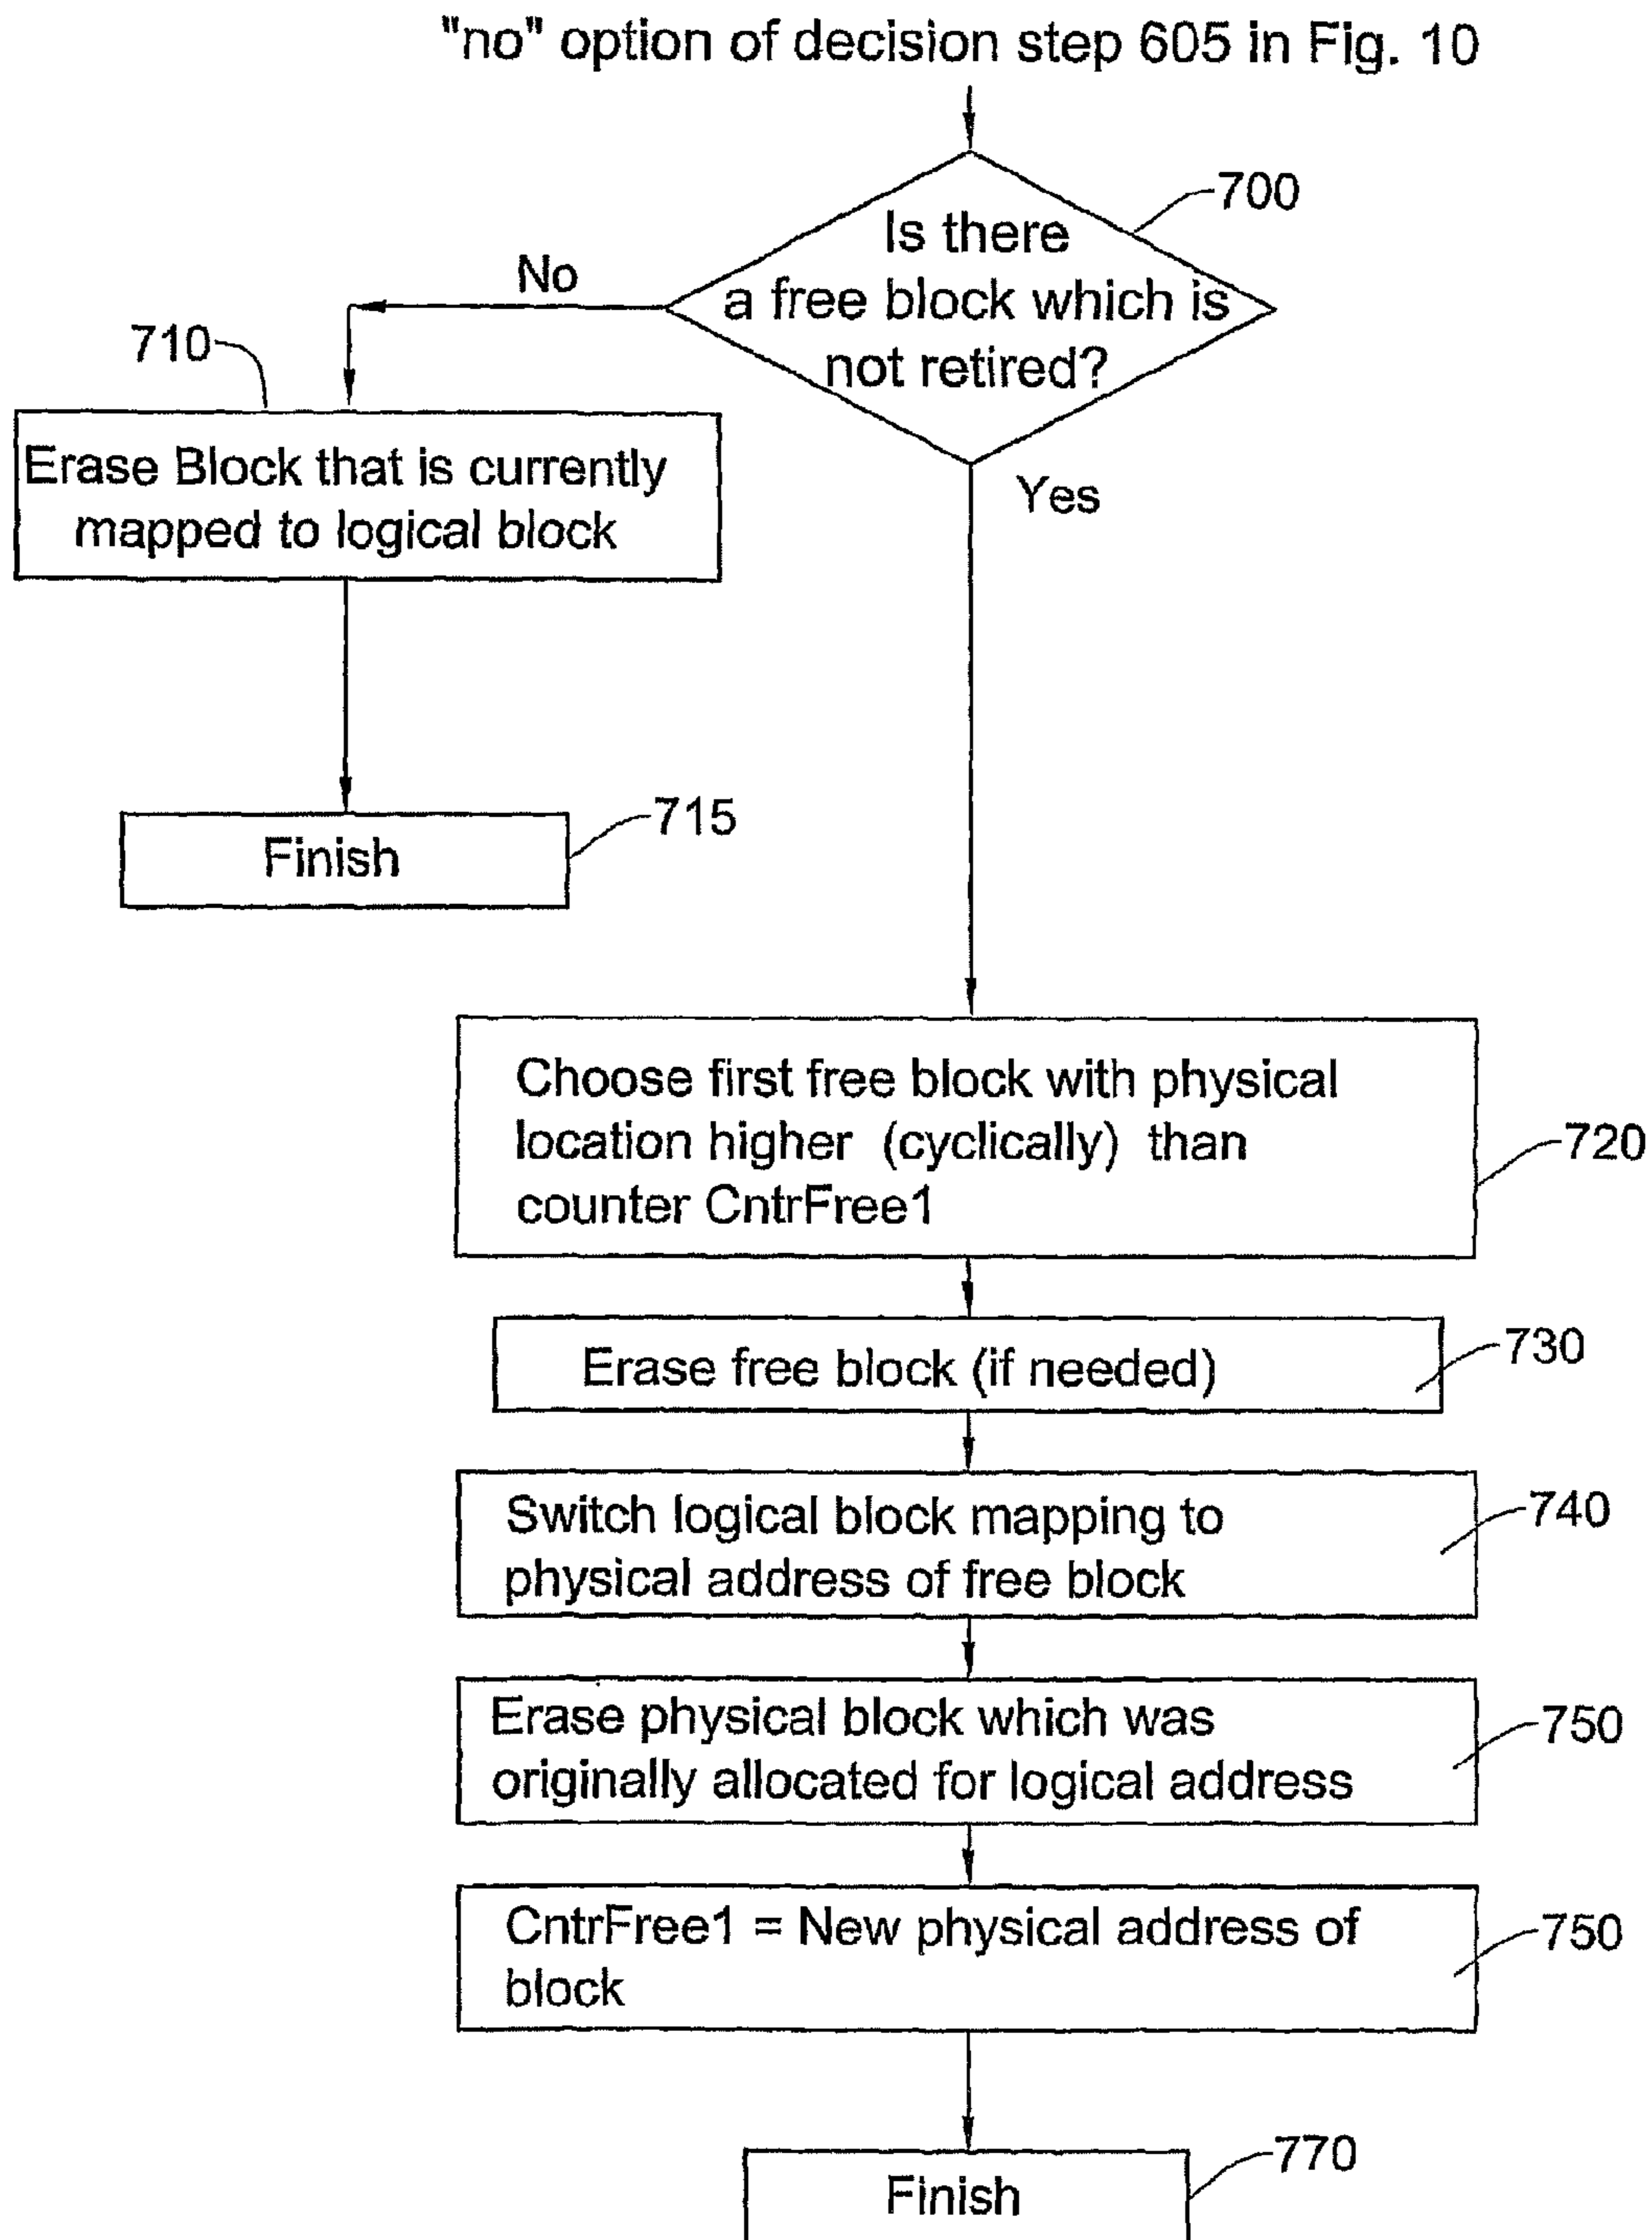 "no" option of decision step 605 in Fig. 10
700
Is there
a free block which is
not retired?
No
Yes
710
Erase Block that is currently
mapped to logical block
715
Finish
Choose first free block with physical
location higher (cyclically) than
counter CntrFree1
720
Erase free block (if needed)
730
Switch logical block mapping to
physical address of free block
740
Erase physical block which was
originally allocated for logical address
750
CntrFree1 = New physical address of
block
750
Finish
770